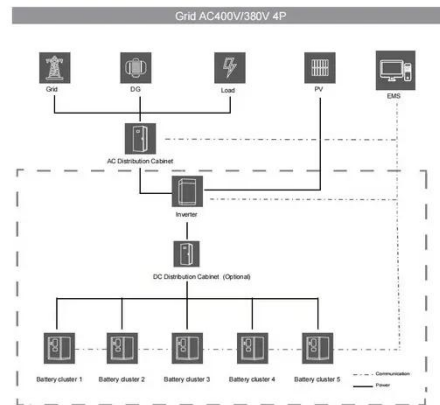 Grid AC400V/380V 4P
Grid
DG
Load
PV
EMS
AC Distribution Cabinet
Inverter
DC Distribution Cabinet (Optional)
Battery cluster 1
Battery cluster 2
Battery cluster 3
Battery cluster 4
Battery cluster 5
Communication
Power